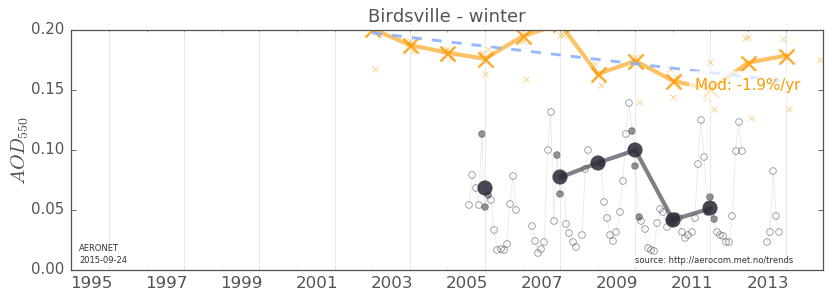 Birdsville - winter
0.20
0.15
0.10
0.05
0.00
AOD550
Mod: -1.9%/yr
AERONET
2015-09-24
source: http://aerocom.met.no/trends
1995 1997 1999 2001 2003 2005 2007 2009 2011 2013